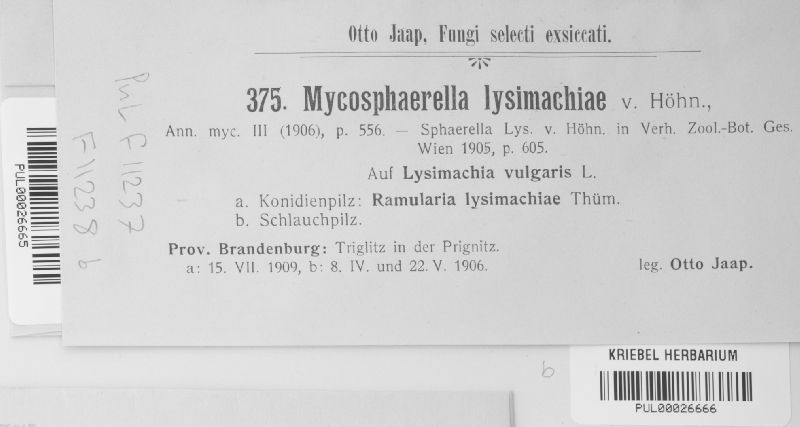 Otto Jaap, Fungi selecti exsiccati.
375. Mycosphaerella lysimachiae v. Höhn.,
Ann. myc. III (1906), p. 556. — Sphaerella Lys. v. Höhn. in Verh. Zool.-Bot. Ges.
Wien 1905, p. 605.
Auf Lysimachia vulgaris L.
a. Konidienpilz: Ramularia lysimachiae Thüm.
b. Schlauchpilz.
Prov. Brandenburg: Triglitz in der Prignitz.
a: 15. VII. 1909, b: 8. IV. und 22. V. 1906.
leg. Otto Jaap.
PUL F 11237
F11238 b
PUL00026665
KRIEBEL HERBARIUM
PUL00026666